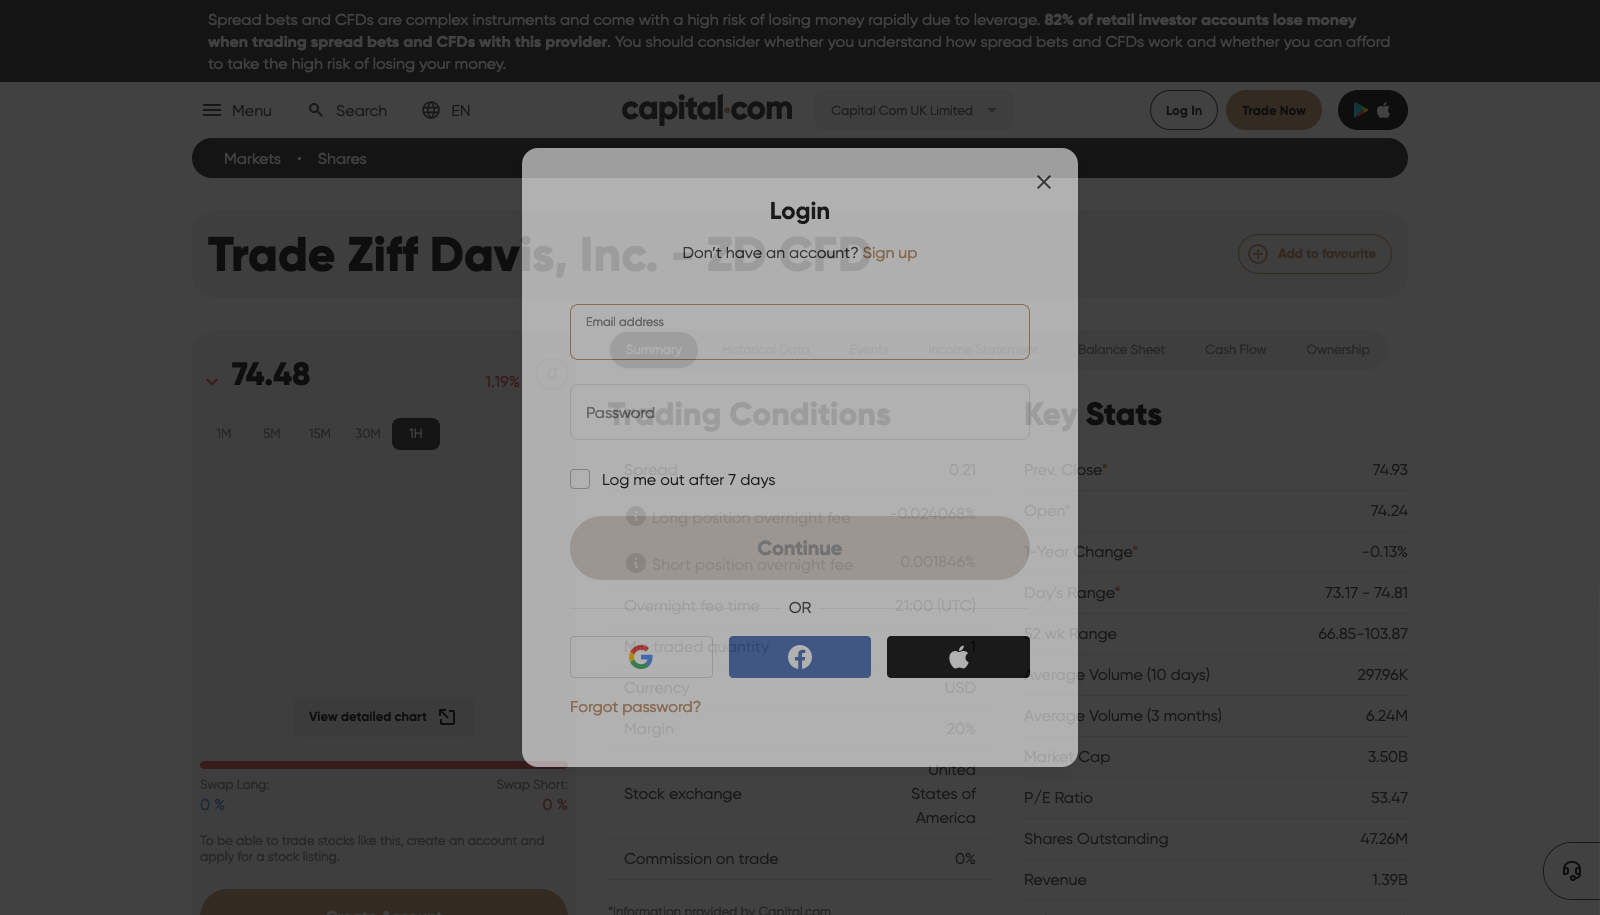 Spread bets and CFDs are complex instruments and come with a high risk of losing money rapidly due to leverage. 82% of retail investor accounts lose money
when trading spread bets and CFDs with this provider. You should consider whether you understand how spread bets and CFDs work and whether you can afford
to take the high risk of losing your money.
Menu
Search
EN
capital.com
Capital Com UK Limited
Log In
Trade Now
Markets • Shares
Login
Don't have an account? Sign up
Trade Ziff Davis, Inc. - ZD CFD
Add to favourite
Email address
Password
Log me out after 7 days
Continue
OR
Forgot password?
74.48
1.19%
1M
5M
15M
30M
1H
View detailed chart
Swap Long:
Swap Short:
0 %
0 %
To be able to trade stocks like this, create an account and
apply for a stock listing.
Create Account
Summary
Historical Data
Events
Income Statement
Balance Sheet
Cash Flow
Ownership
Trading Conditions
Spread 0.21
Long position overnight fee -0.024068%
Short position overnight fee 0.001846%
Overnight fee time 21:00 (UTC)
Min traded quantity 1
Currency USD
Margin 20%
Stock exchange United
States of
America
Commission on trade 0%
*Information provided by Capital.com
Key Stats
Prev. Close* 74.93
Open* 74.24
1-Year Change* -0.13%
Day's Range* 73.17 - 74.81
52 wk Range 66.85-103.87
Average Volume (10 days) 297.96K
Average Volume (3 months) 6.24M
Market Cap 3.50B
P/E Ratio 53.47
Shares Outstanding 47.26M
Revenue 1.39B